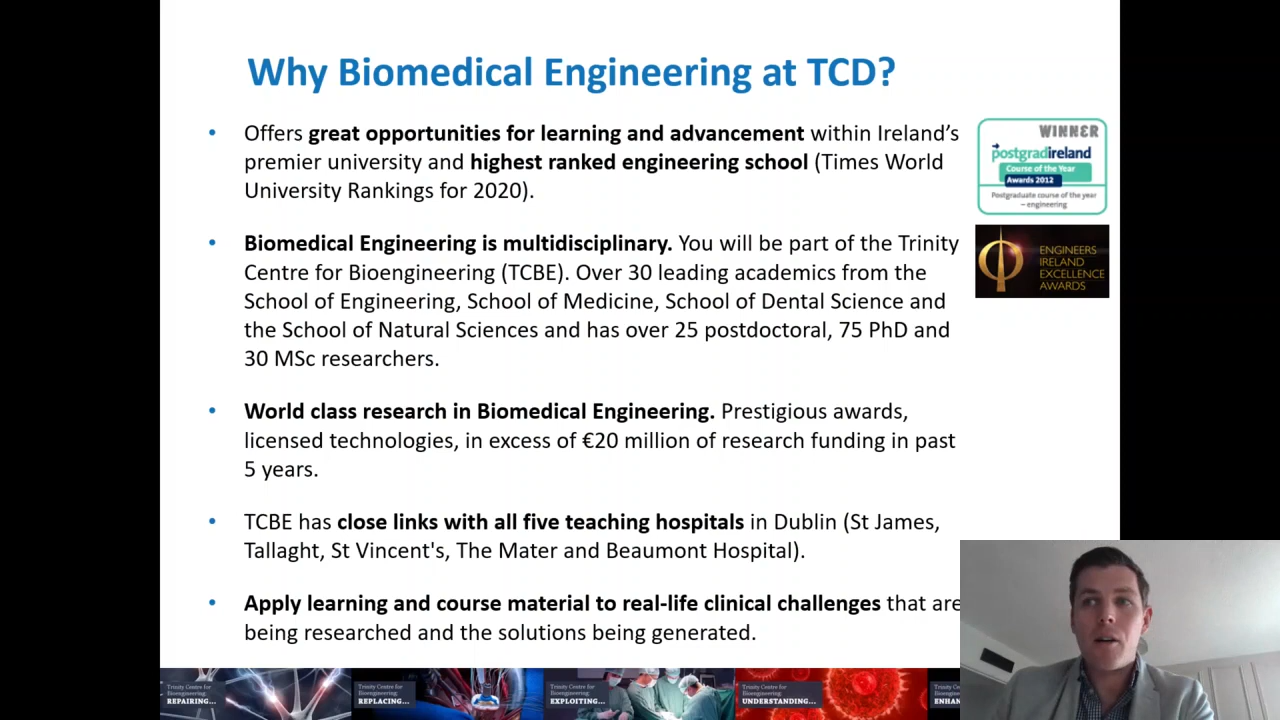 Why Biomedical Engineering at TCD?
• Offers great opportunities for learning and advancement within Ireland’s
premier university and highest ranked engineering school (Times World
University Rankings for 2020).
• Biomedical Engineering is multidisciplinary. You will be part of the Trinity
Centre for Bioengineering (TCBE). Over 30 leading academics from the
School of Engineering, School of Medicine, School of Dental Science and
the School of Natural Sciences and has over 25 postdoctoral, 75 PhD and
30 MSc researchers.
• World class research in Biomedical Engineering. Prestigious awards,
licensed technologies, in excess of €20 million of research funding in past
5 years.
• TCBE has close links with all five teaching hospitals in Dublin (St James,
Tallaght, St Vincent's, The Mater and Beaumont Hospital).
• Apply learning and course material to real-life clinical challenges that are
being researched and the solutions being generated.
WINNER
postgradireland
Course of the Year
Awards 2012
Postgraduate course of the year
– engineering
ENGINEERS
IRELAND
EXCELLENCE
AWARDS
Trinity Centre for
Bioengineering
REPAIRING...
Trinity Centre for
Bioengineering
REPLACING...
Trinity Centre for
Bioengineering
EXPLOITING...
Trinity Centre for
Bioengineering
UNDERSTANDING...
Trinity
Bioeng
ENHAN